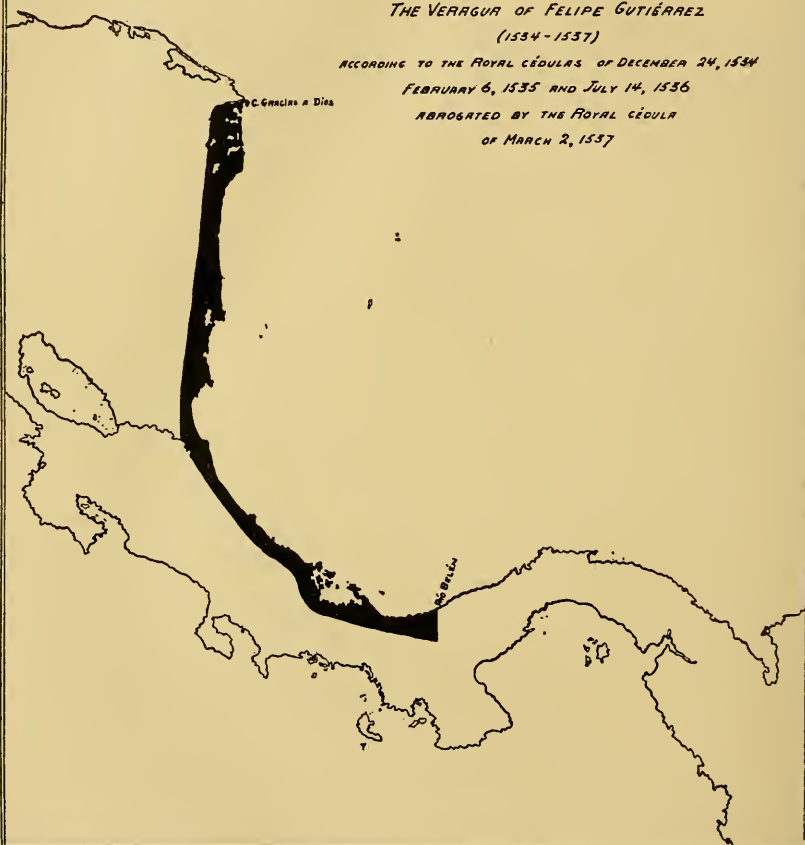 THE VERAGUA OF FELIPE GUTIÉRREZ
(1534-1537)
ACCORDING TO THE ROYAL CÉDULAS OF DECEMBER 24, 1534
FEBRUARY 6, 1535 AND JULY 14, 1536
ABROGATED BY THE ROYAL CÉDULA
OF MARCH 2, 1537
C. GRACIAS A DIOS
RÍO BELÉN